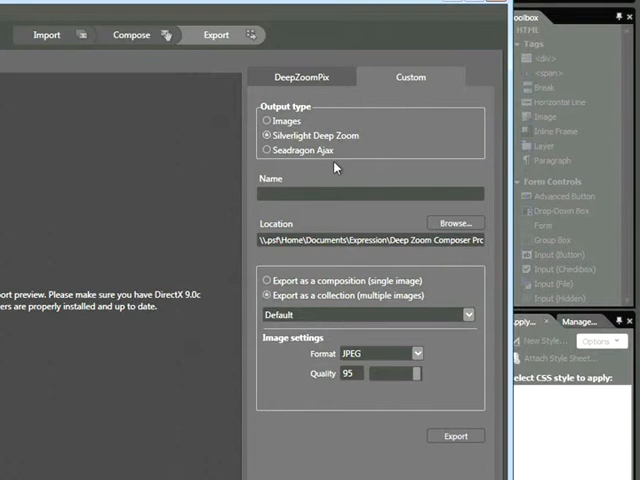 Import
Compose
Export
DeepZoomPix
Custom
Output type
Images
Silverlight Deep Zoom
Seadragon Ajax
Name
Location
Browse...
\\.psf\Home\Documents\Expression\Deep Zoom Composer Prc
Export as a composition (single image)
Export as a collection (multiple images)
Default
Image settings
Format
JPEG
Quality
95
Export
ort preview. Please make sure you have DirectX 9.0c
ers are properly installed and up to date.
oolbox
HTML
Tags
<div>
<span>
Break
Horizontal Line
Image
Inline Frame
Layer
Paragraph
Form Controls
Advanced Button
Drop-Down Box
Form
Group Box
Input (Button)
Input (Checkbox)
Input (File)
Input (Hidden)
pply...
Manage...
New Style...
Options
Attach Style Sheet...
elect CSS style to apply: